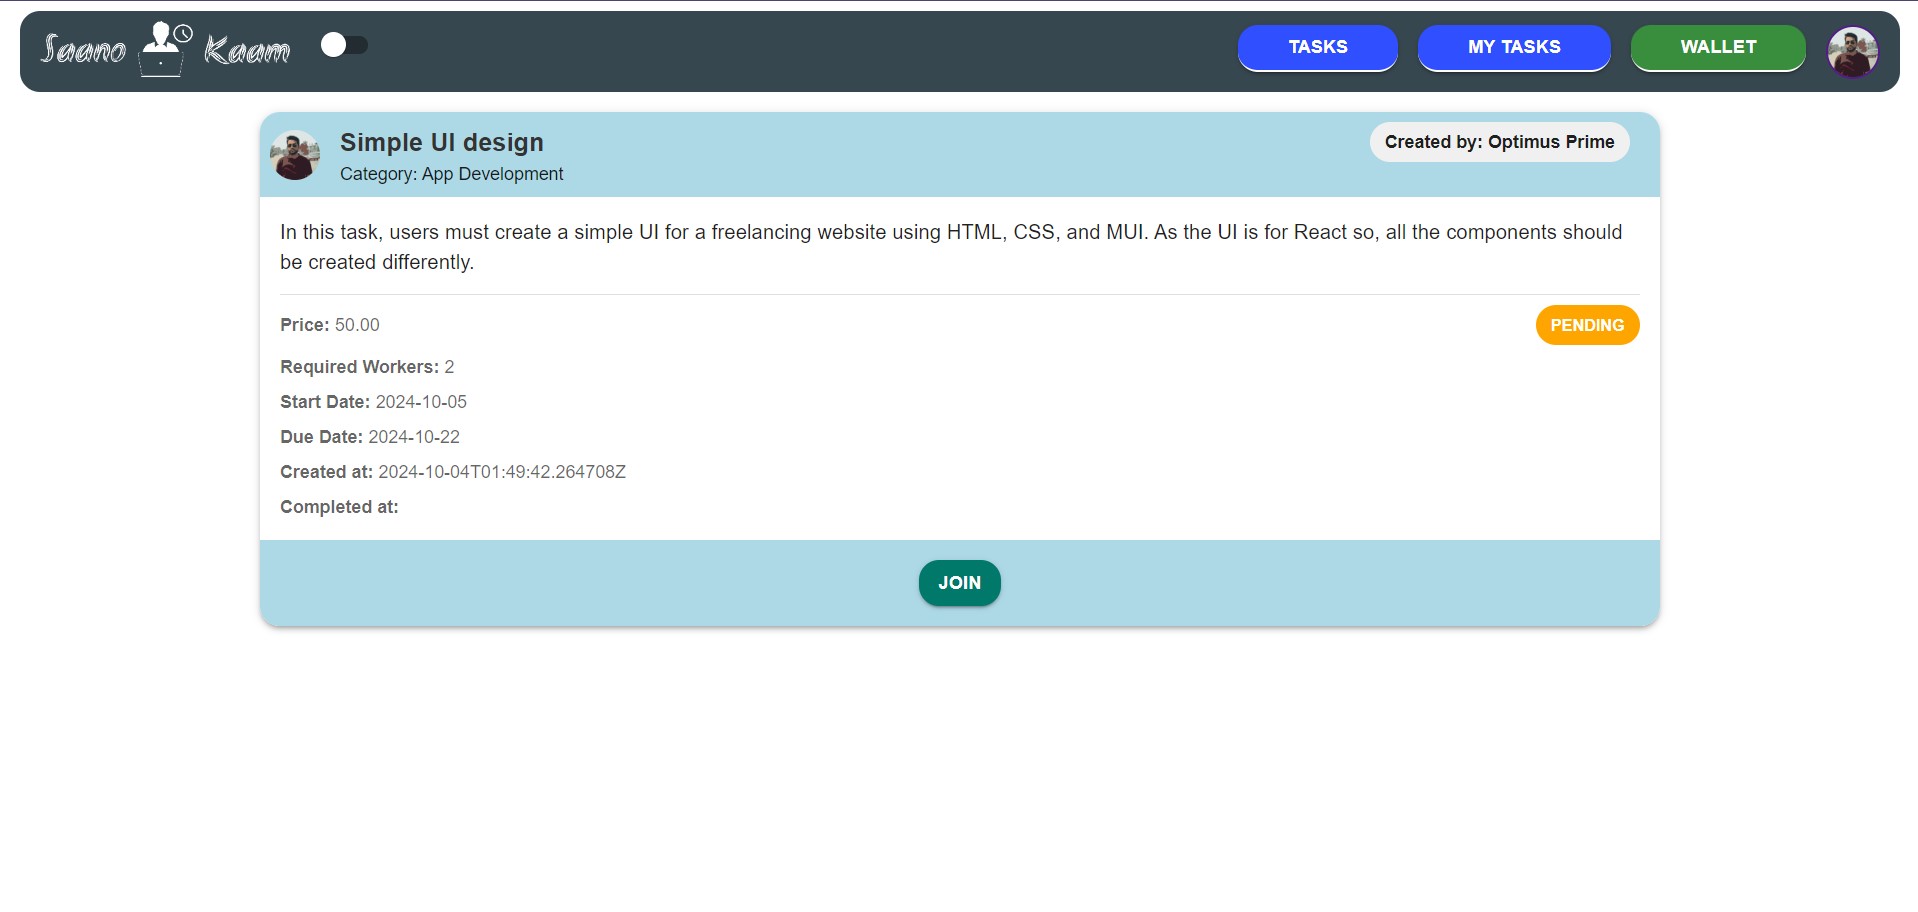 Saano Kaam
TASKS
MY TASKS
WALLET
Simple UI design
Category: App Development
Created by: Optimus Prime
In this task, users must create a simple UI for a freelancing website using HTML, CSS, and MUI. As the UI is for React so, all the components should
be created differently.
Price: 50.00
PENDING
Required Workers: 2
Start Date: 2024-10-05
Due Date: 2024-10-22
Created at: 2024-10-04T01:49:42.264708Z
Completed at:
JOIN